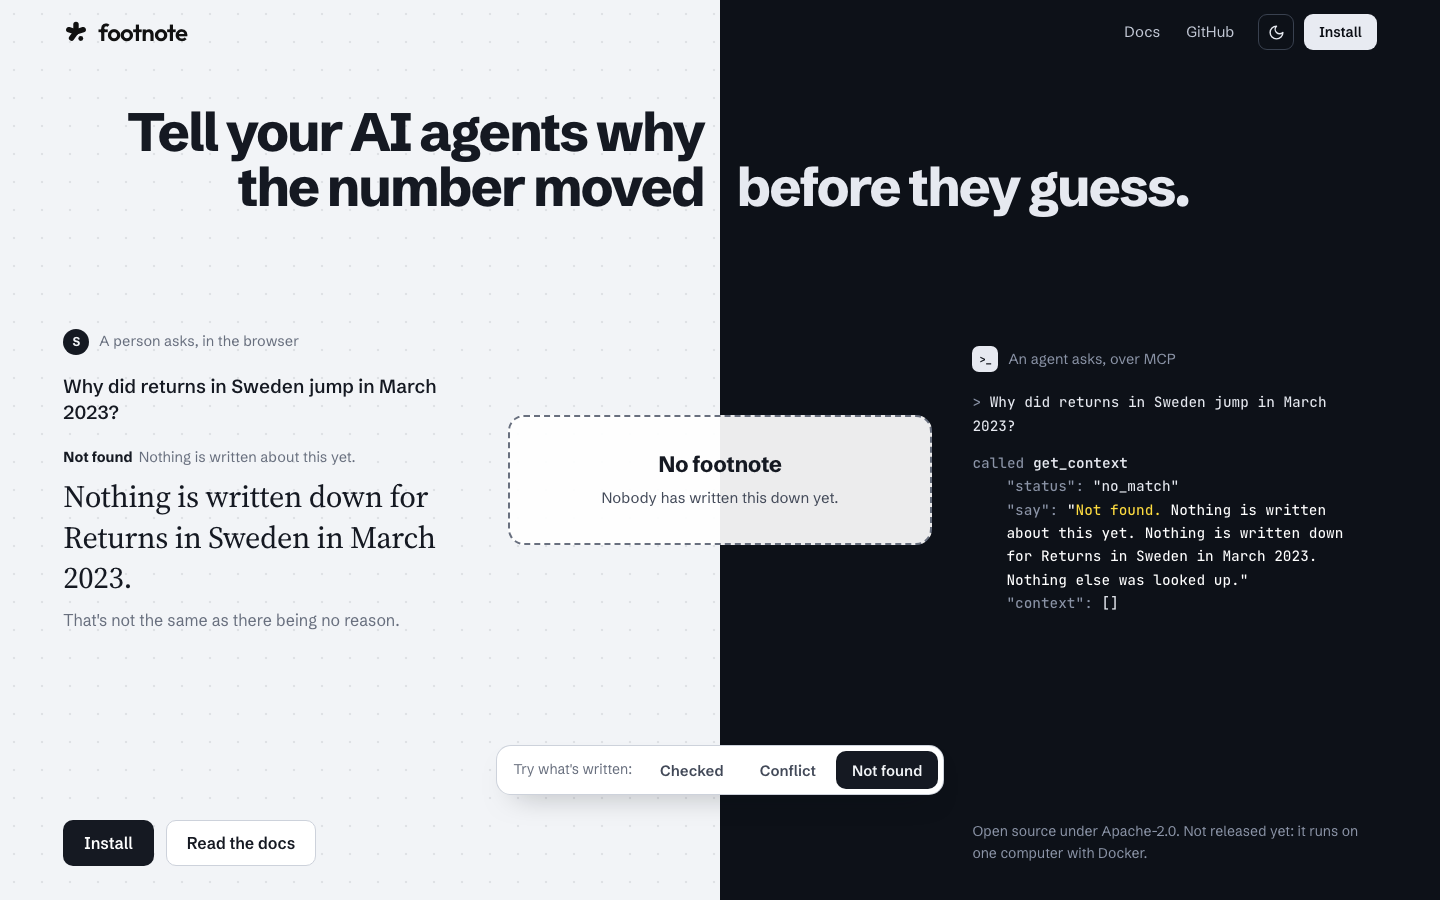 footnote
Docs
GitHub
Install
Tell your AI agents why
the number moved before they guess.
S
A person asks, in the browser
Why did returns in Sweden jump in March
2023?
Not found Nothing is written about this yet.
Nothing is written down for
Returns in Sweden in March
2023.
That's not the same as there being no reason.
No footnote
Nobody has written this down yet.
>_
An agent asks, over MCP
> Why did returns in Sweden jump in March
2023?
called get_context
"status": "no_match"
"say": "Not found. Nothing is written
about this yet. Nothing is written down
for Returns in Sweden in March 2023.
Nothing else was looked up."
"context": []
Try what's written:
Checked
Conflict
Not found
Install
Read the docs
Open source under Apache-2.0. Not released yet: it runs on
one computer with Docker.